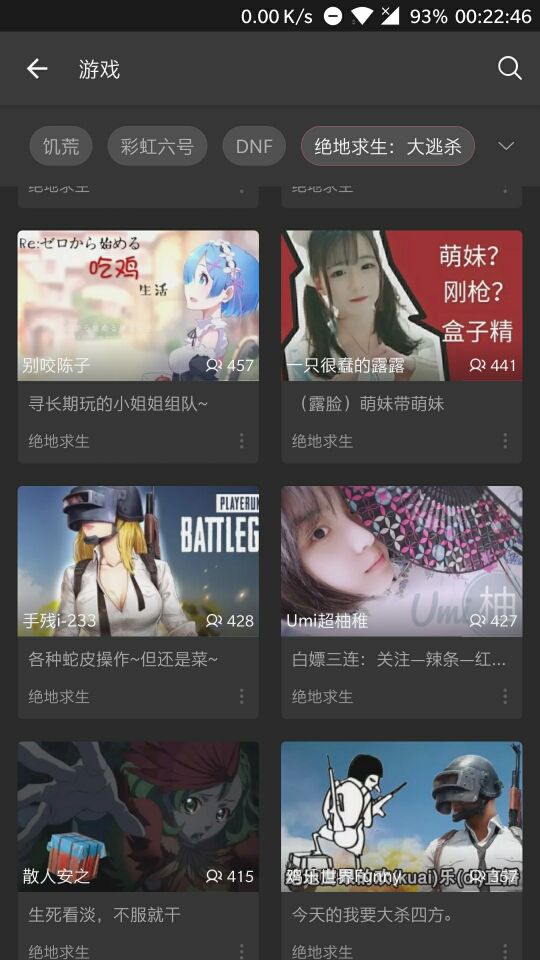 0.00 K/s 93% 00:22:46
游戏
饥荒 彩虹六号 DNF 绝地求生：大逃杀
绝地求生 绝地求生
Re:ゼロから始める
吃鸡
生活
别咬陈子 457
萌妹？
刚枪？
盒子精
一只很蠢的露露 441
寻长期玩的小姐姐组队~
（露脸）萌妹带萌妹
绝地求生 绝地求生
PLAYERUN
BATTLEG
手残i-233 428
Umi 柚
Umi超柚稚 427
各种蛇皮操作~但还是菜~
白嫖三连：关注—辣条—红...
绝地求生 绝地求生
散人安之 415
鸡乐世界Funny 367
生死看淡，不服就干
今天的我要大杀四方。
绝地求生 绝地求生